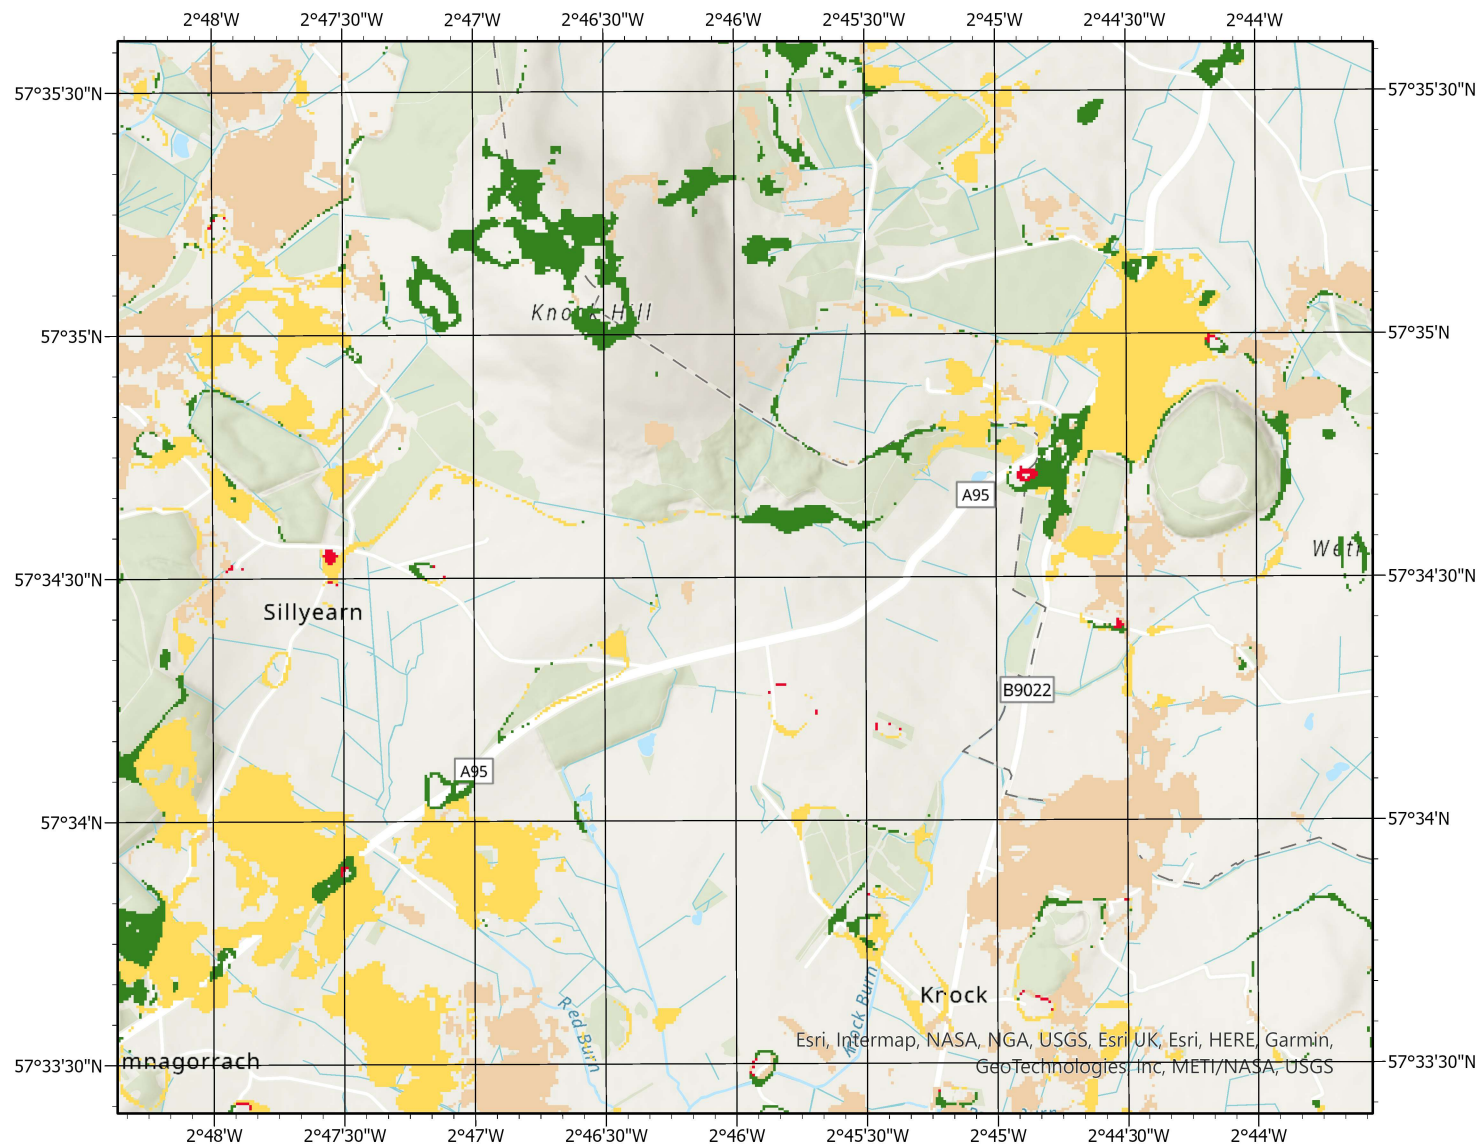 2°48'W 2°47'30"W 2°47'W 2°46'30"W 2°46'W 2°45'30"W 2°45'W 2°44'30"W 2°44'W
57°35'30"N 57°35'30"N
Knock Hill
57°35'N 57°35'N
A95
57°34'30"N 57°34'30"N
Sillyearn
B9022
A95
57°34'N 57°34'N
Knock
Red Burn
Knock Burn
Esri, Intermap, NASA, NGA, USGS, Esri UK, Esri, HERE, Garmin,
GeoTechnologies, Inc, METI/NASA, USGS
mnagorrach
57°33'30"N 57°33'30"N
2°48'W 2°47'30"W 2°47'W 2°46'30"W 2°46'W 2°45'30"W 2°45'W 2°44'30"W 2°44'W